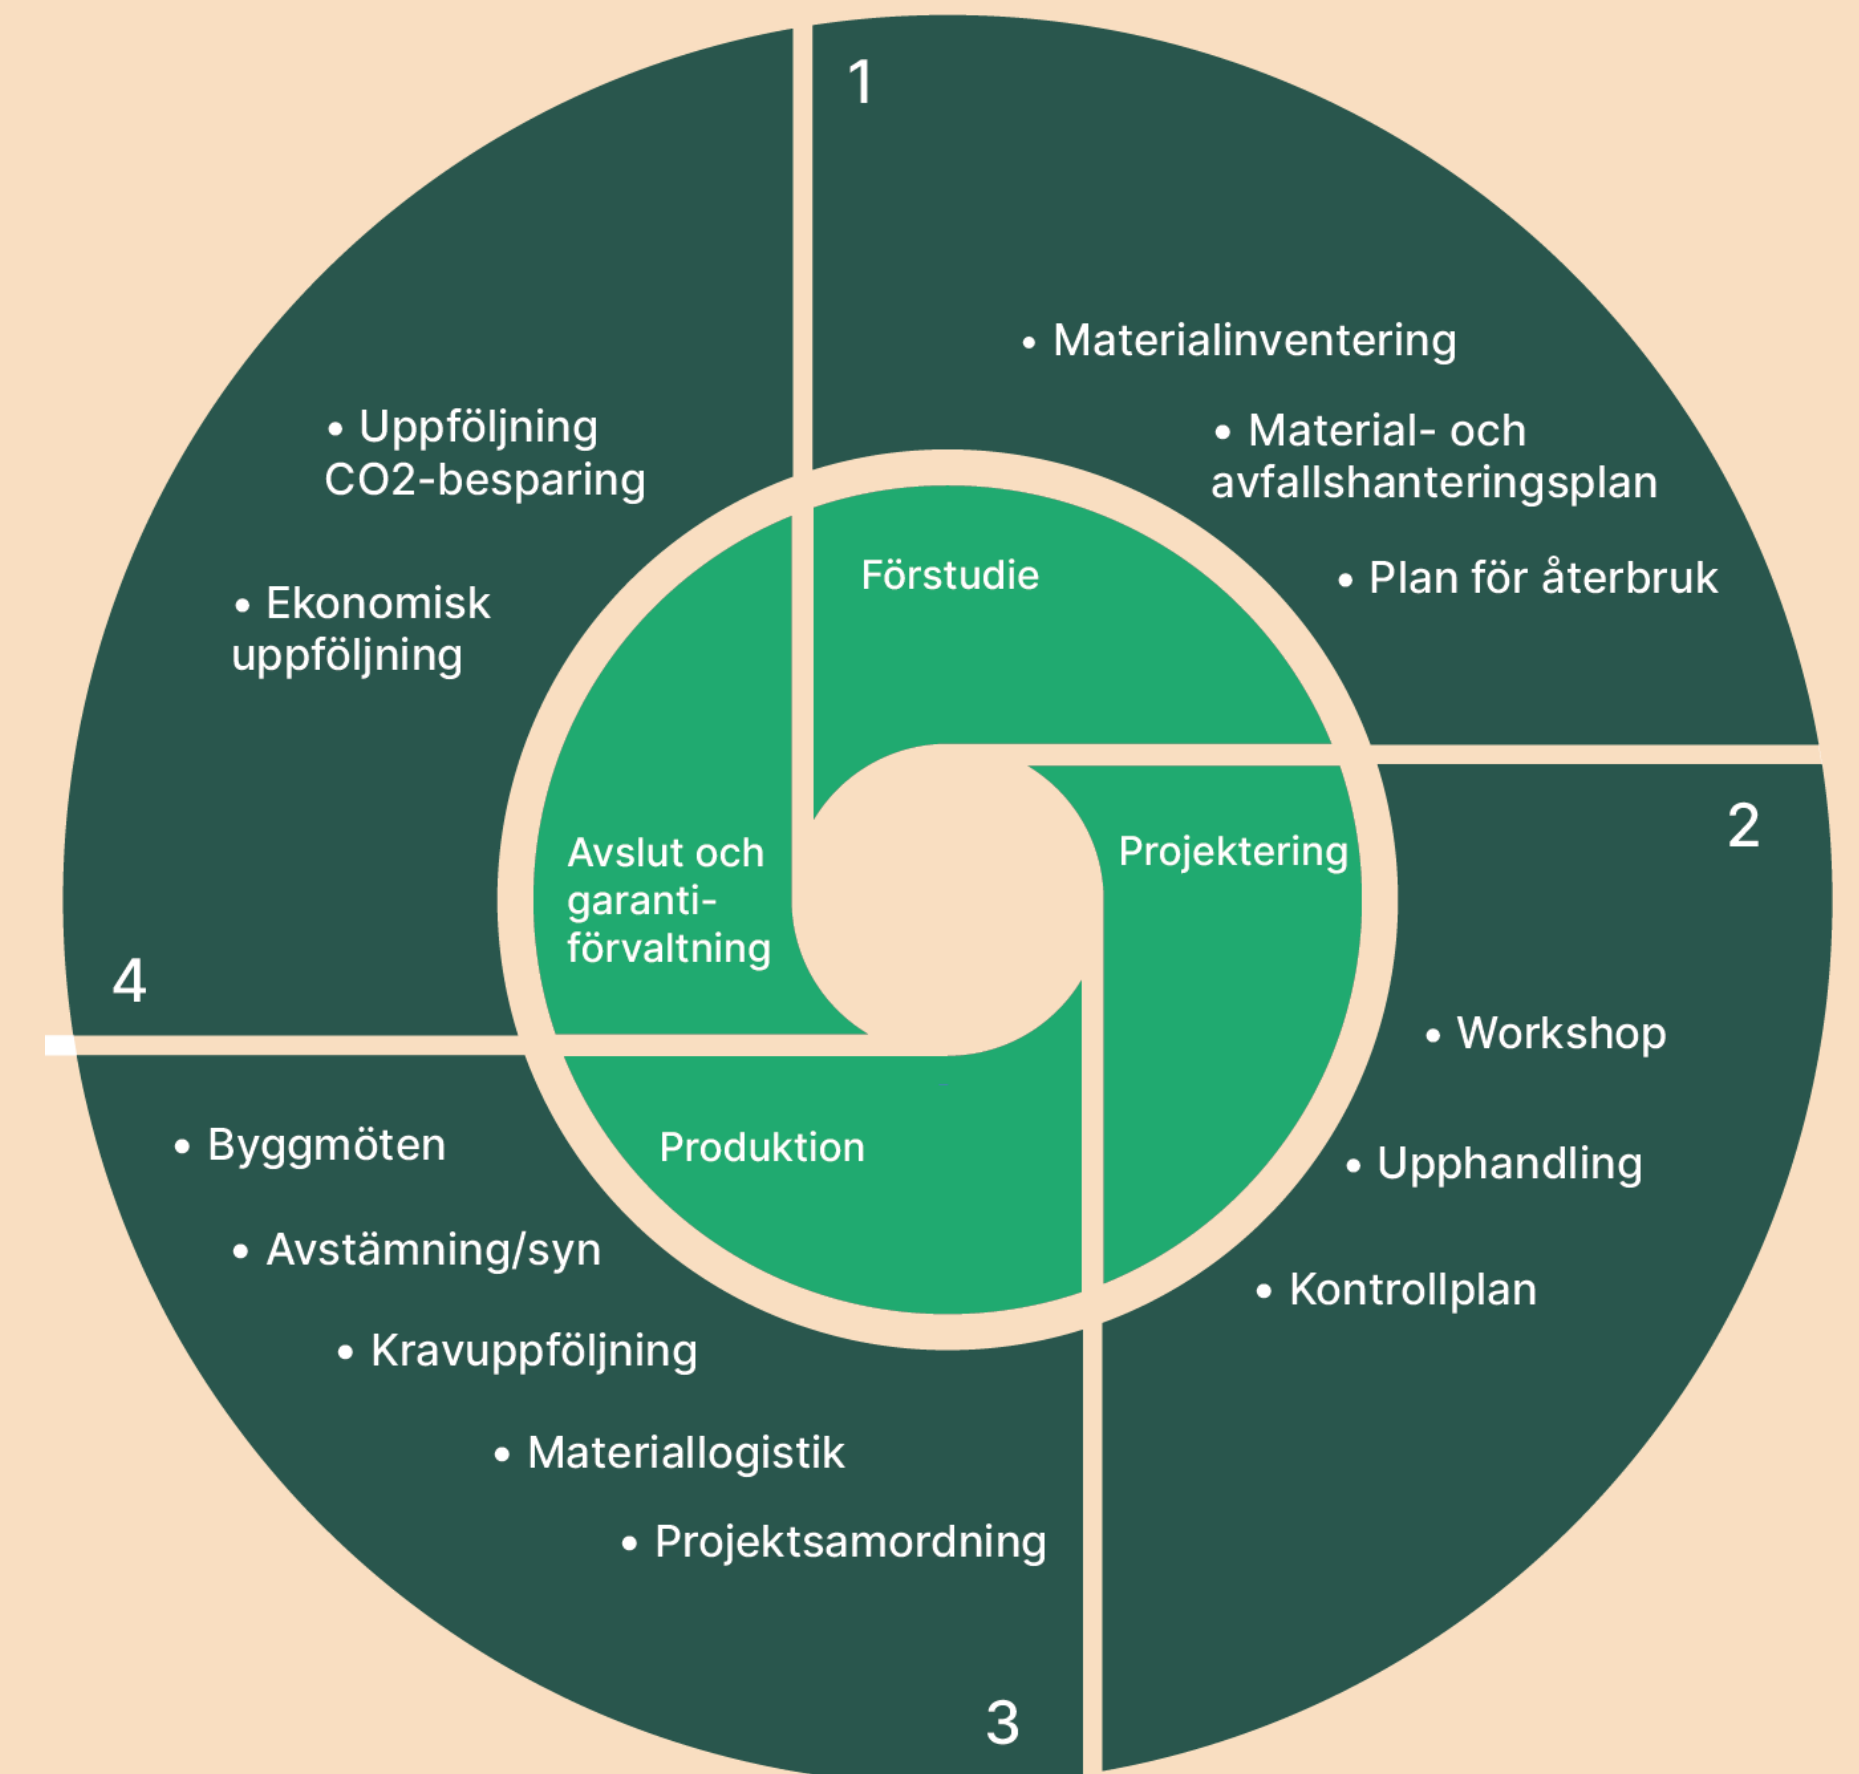 1
• Materialinventering
• Material- och
avfallshanteringsplan
• Plan för återbruk
Förstudie
2
Projektering
• Workshop
• Upphandling
• Kontrollplan
3
Produktion
• Byggmöten
• Avstämning/syn
• Kravuppföljning
• Materiallogistik
• Projektsamordning
4
Avslut och
garanti-
förvaltning
• Uppföljning
CO2-besparing
• Ekonomisk
uppföljning